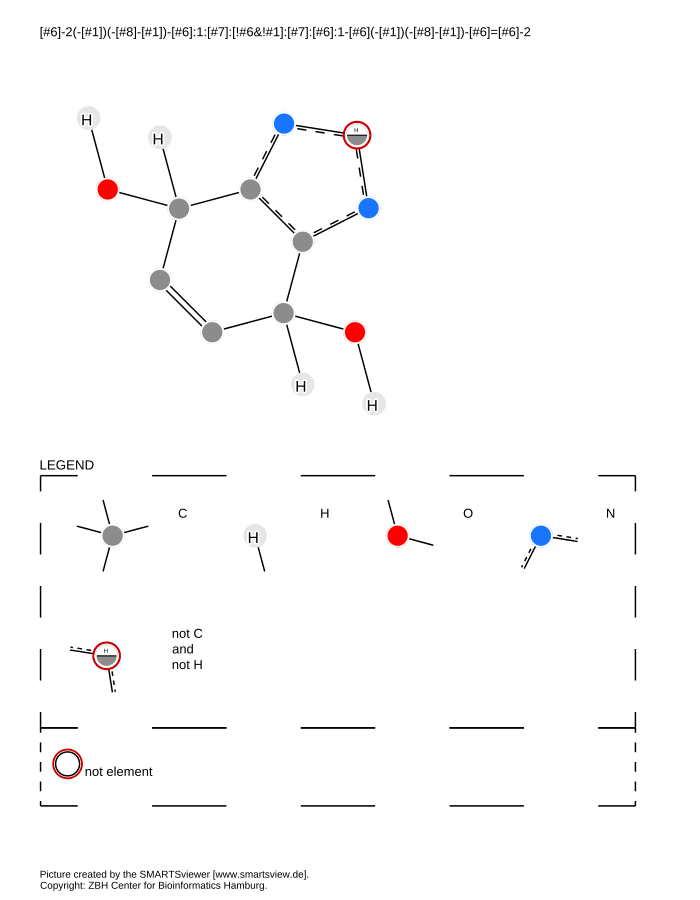 [#6]-2(-[#1])(-[#8]-[#1])-[#6]:1:[#7]:[!#6&!#1]:[#7]:[#6]:1-[#6](-[#1])(-[#8]-[#1])-[#6]=[#6]-2
H
H
H
H
H
LEGEND
C
H
H
O
N
H
not C
and
not H
not element
Picture created by the SMARTSviewer [www.smartsview.de].
Copyright: ZBH Center for Bioinformatics Hamburg.